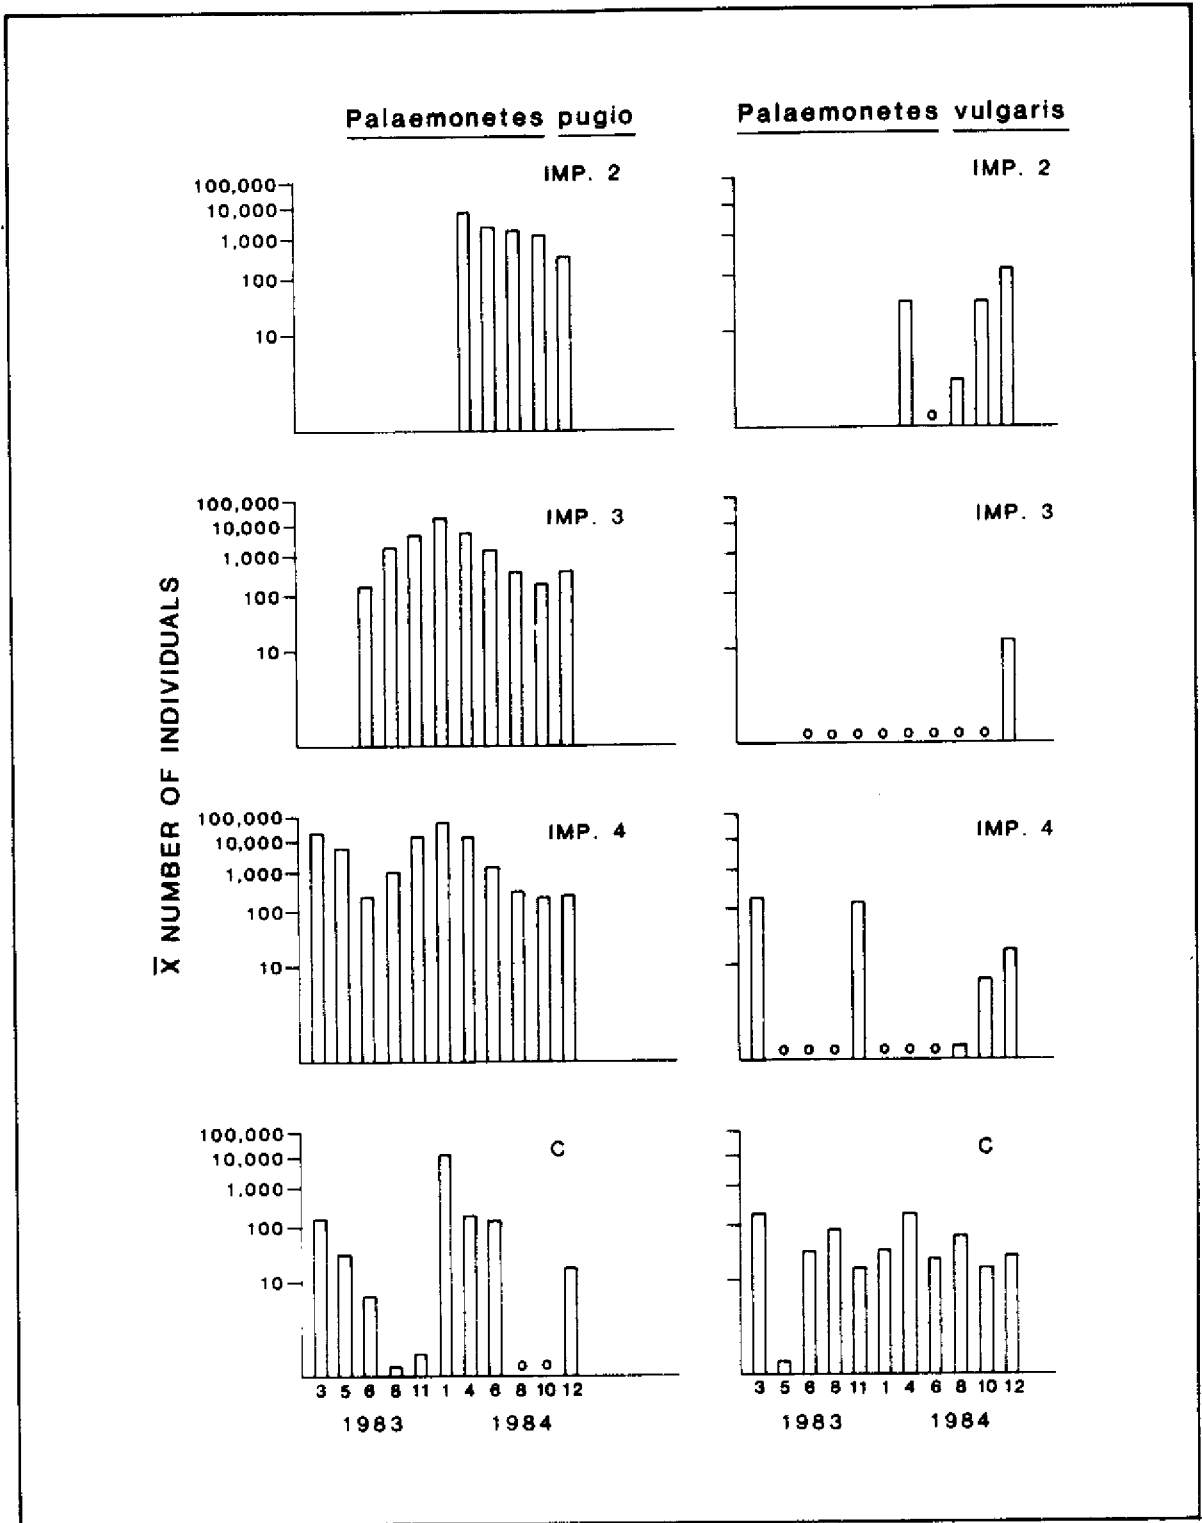 Palaemonetes pugio
Palaemonetes vulgaris
IMP. 2
IMP. 2
100,000
10,000
1,000
100
10
o
IMP. 3
IMP. 3
100,000
10,000
1,000
100
10
o o o o o o o o
X̅ NUMBER OF INDIVIDUALS
IMP. 4
IMP. 4
100,000
10,000
1,000
100
10
o o o o o o
C
C
100,000
10,000
1,000
100
10
o o
3 5 6 8 11 1 4 6 8 10 12
3 5 6 8 11 1 4 6 8 10 12
1983 1984
1983 1984